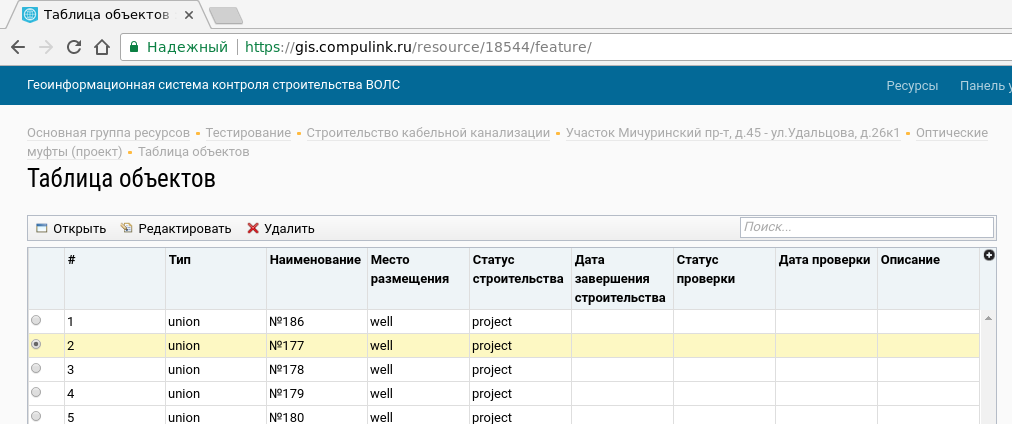 Таблица объектов
Надежный https://gis.compulink.ru/resource/18544/feature/
Геоинформационная система контроля строительства ВОЛС Ресурсы Панель у
Основная группа ресурсов Тестирование Строительство кабельной канализации Участок Мичуринский пр-т, д.45 - ул.Удальцова, д.26к1 Оптические
муфты (проект) Таблица объектов
Таблица объектов
Открыть Редактировать Удалить Поиск...
# Тип Наименование Место размещения Статус строительства Дата завершения строительства Статус проверки Дата проверки Описание
1 union №186 well project
2 union №177 well project
3 union №178 well project
4 union №179 well project
5 union №180 well project